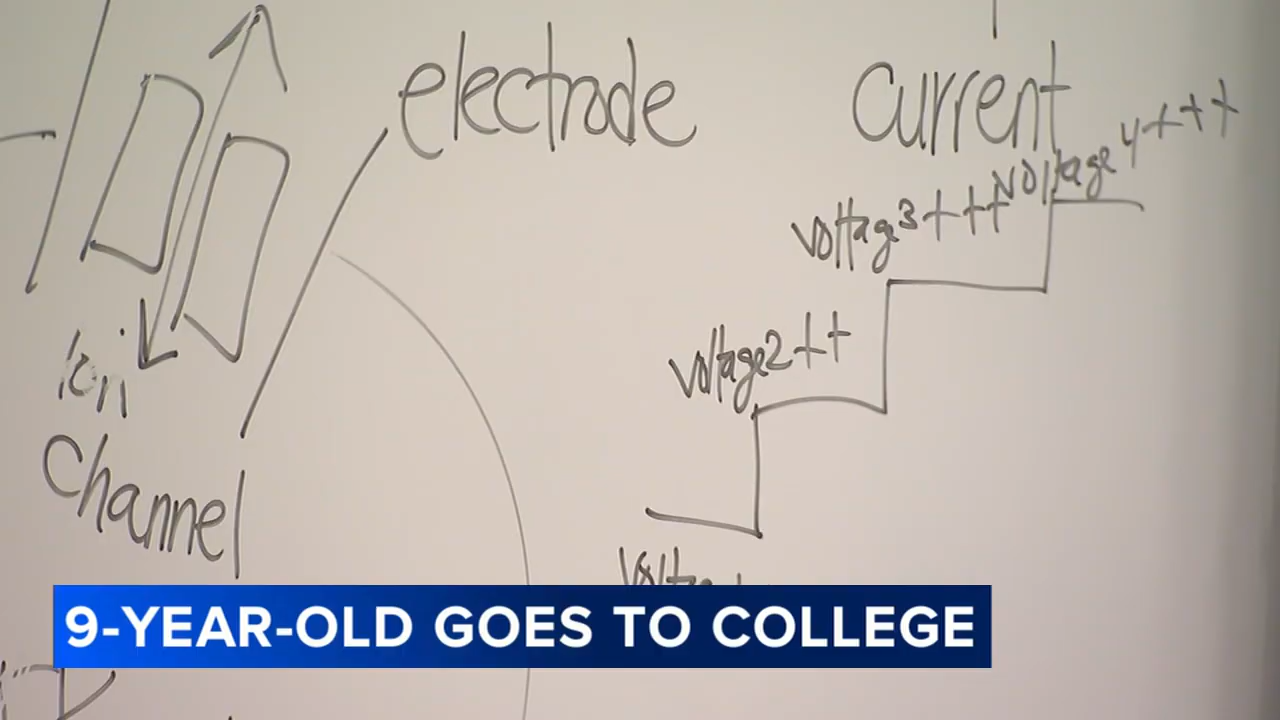 electrode
current
voltage4++++
voltage3+++
voltage2++
ion
channel
9-YEAR-OLD GOES TO COLLEGE